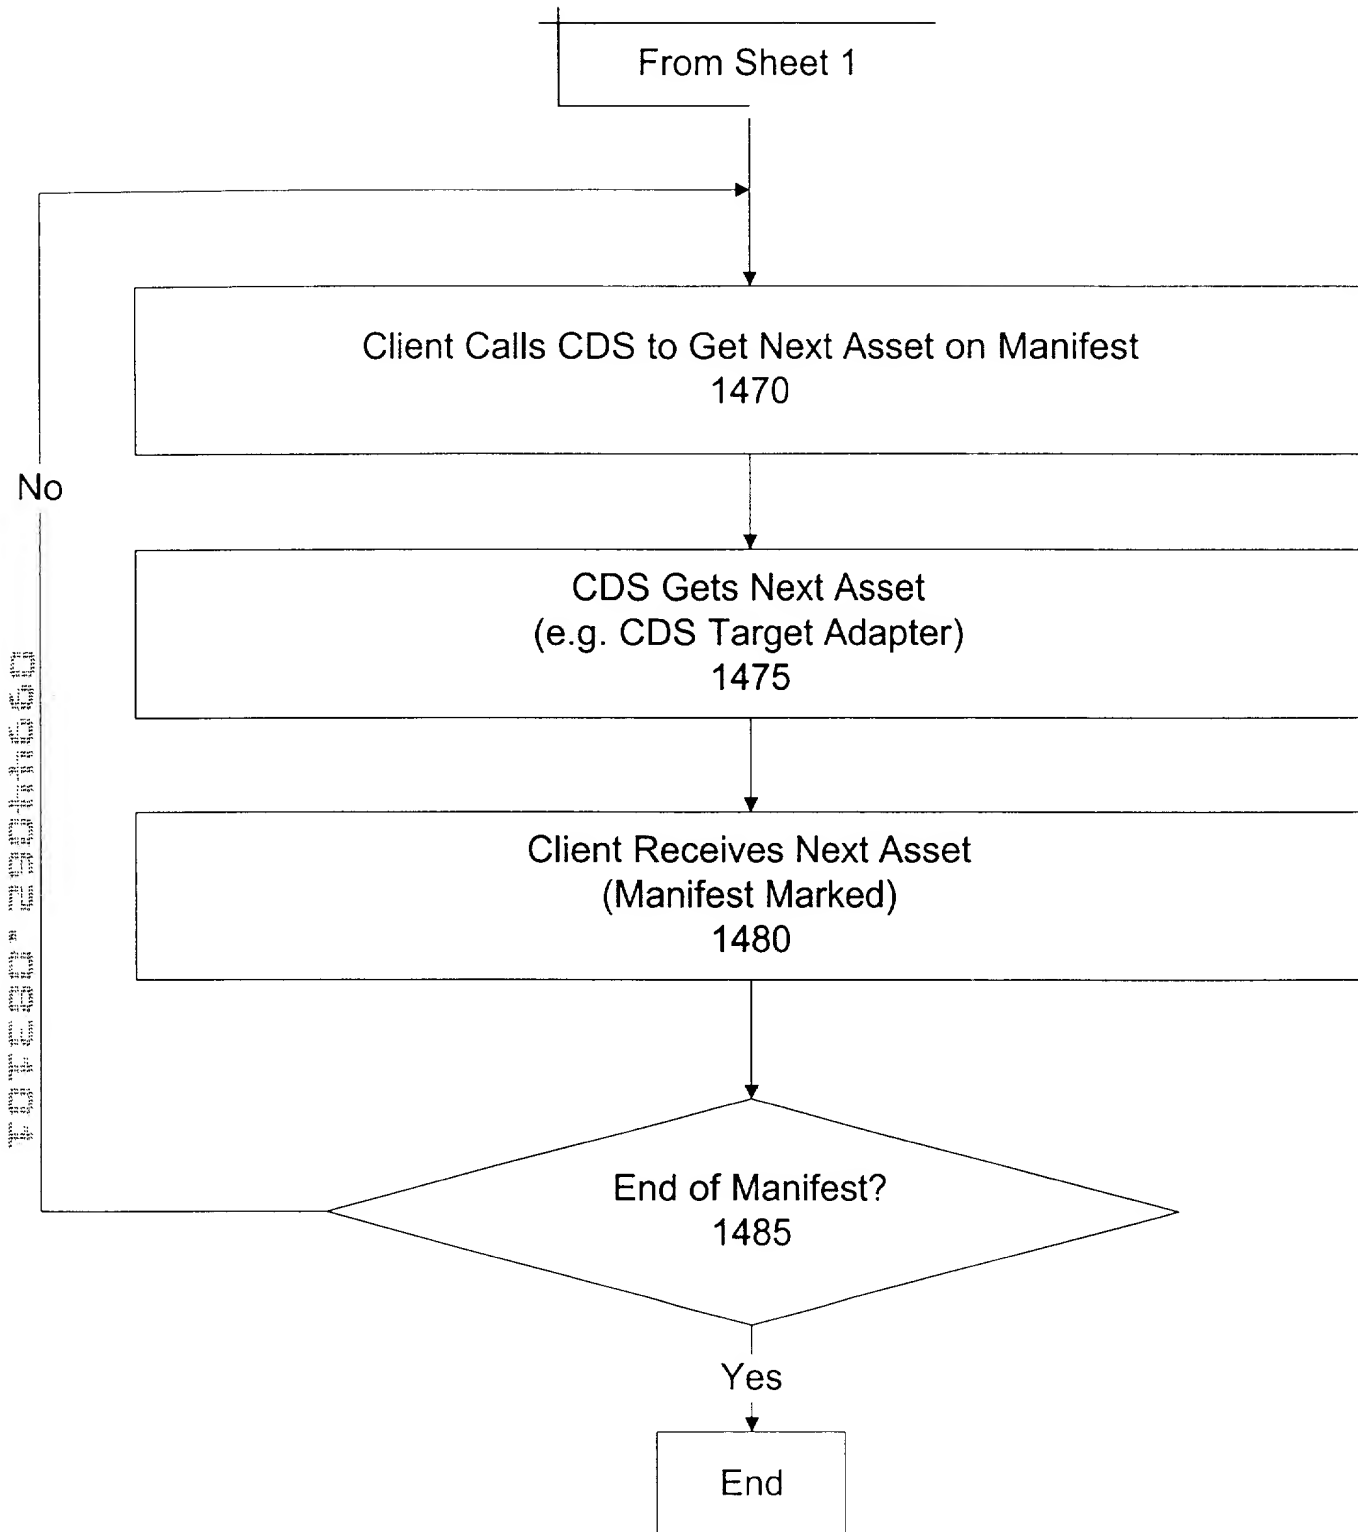 From Sheet 1
Client Calls CDS to Get Next Asset on Manifest
1470
No
CDS Gets Next Asset
(e.g. CDS Target Adapter)
1475
Client Receives Next Asset
(Manifest Marked)
1480
End of Manifest?
1485
Yes
End